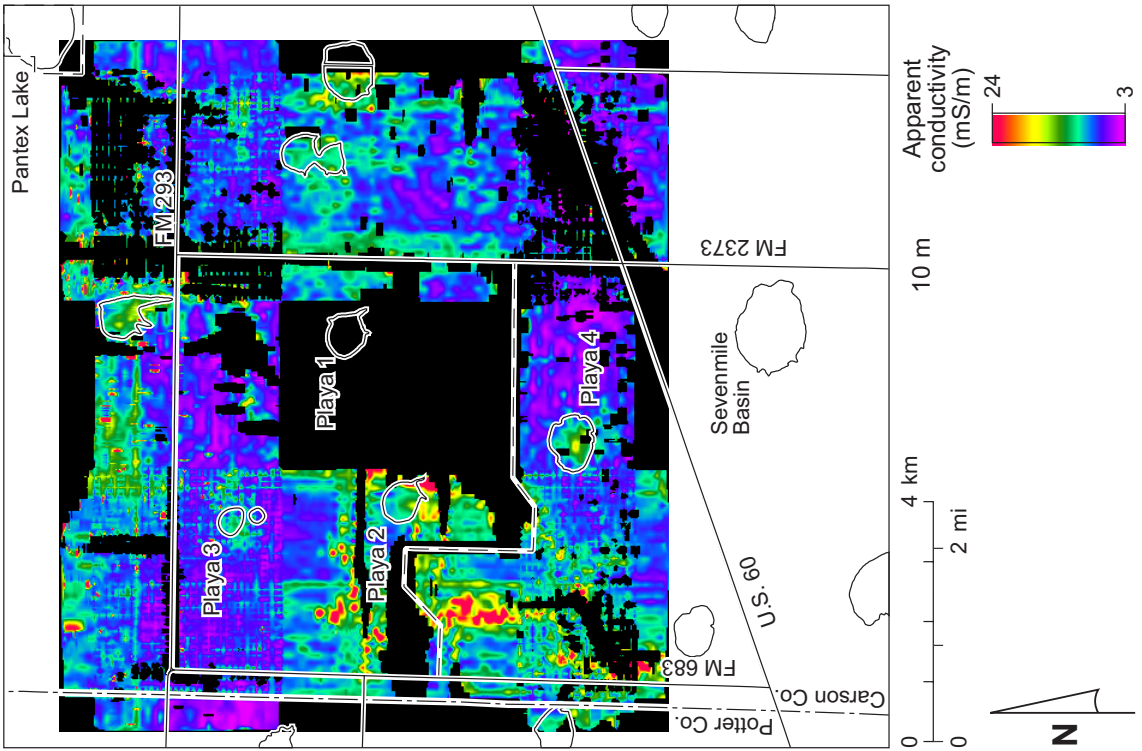 Pantex Lake
FM 293
Playa 1
Playa 3
Playa 2
Playa 4
FM 2373
Sevenmile
Basin
U.S. 60
FM 683
Carson Co.
Potter Co.
Apparent
conductivity
(mS/m)
24
3
10 m
0
4 km
0
2 mi
N